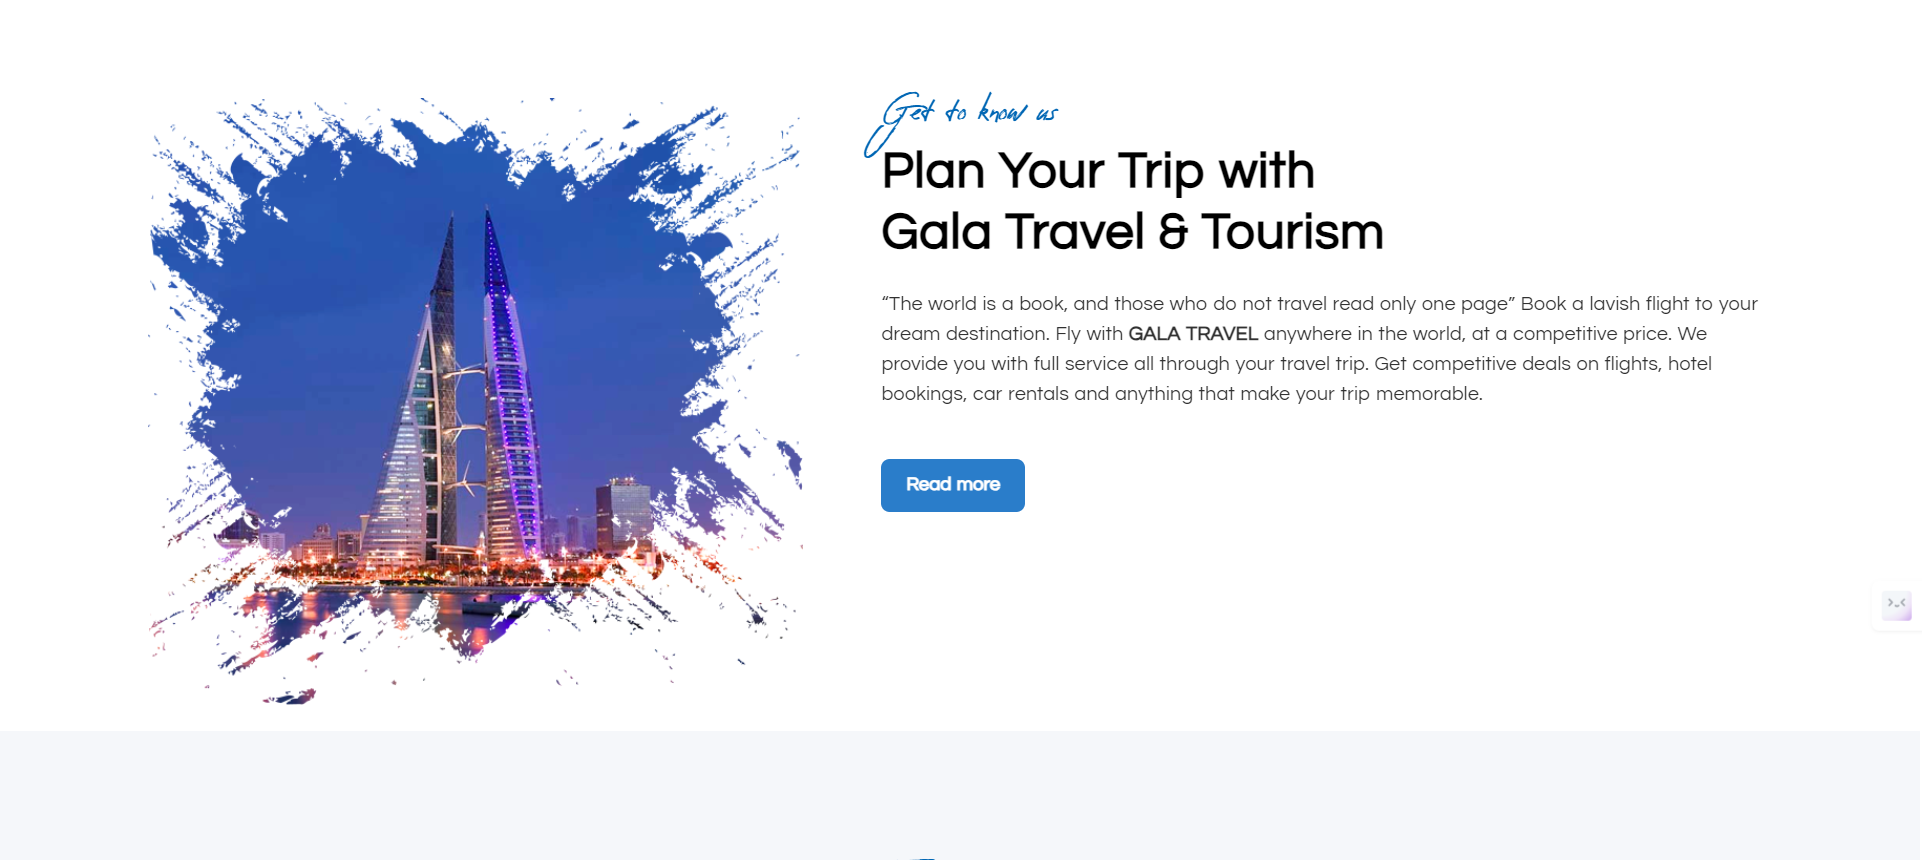 Get to know us
Plan Your Trip with
Gala Travel & Tourism
“The world is a book, and those who do not travel read only one page” Book a lavish flight to your
dream destination. Fly with GALA TRAVEL anywhere in the world, at a competitive price. We
provide you with full service all through your travel trip. Get competitive deals on flights, hotel
bookings, car rentals and anything that make your trip memorable.
Read more